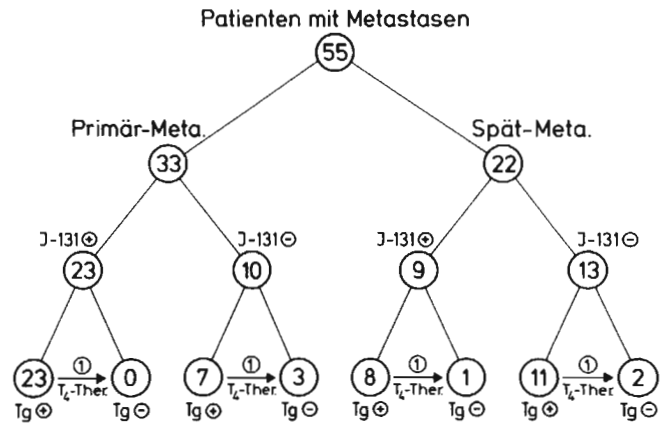 Patienten mit Metastasen
55
Primär-Meta. Spät-Meta.
33 22
J-131⊕ J-131⊖ J-131⊕ J-131⊖
23 10 9 13
① ① ① ①
23 0 7 3 8 1 11 2
T₄-Ther. T₄-Ther. T₄-Ther. T₄-Ther.
Tg⊕ Tg⊖ Tg⊕ Tg⊖ Tg⊕ Tg⊖ Tg⊕ Tg⊖